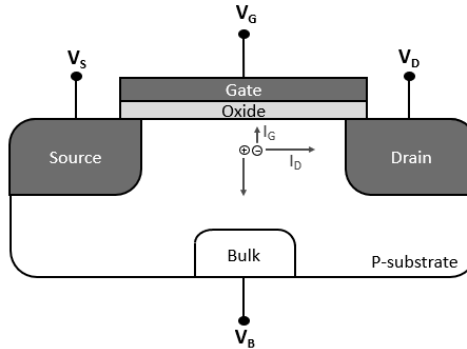 V_G
V_S
V_D
Gate
Oxide
Source
I_G
+ −
I_D
Drain
Bulk
P-substrate
V_B